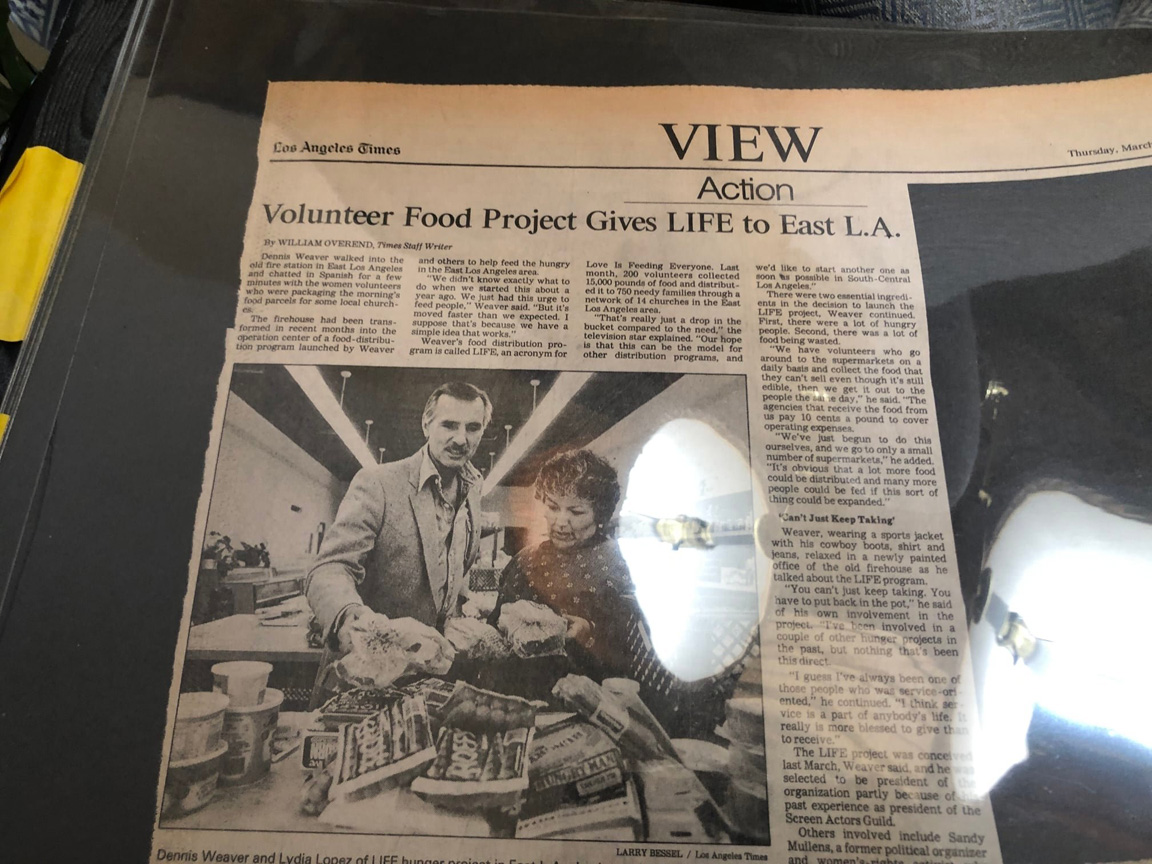 Los Angeles Times
VIEW
Thursday, March
Action
Volunteer Food Project Gives LIFE to East L.A.
By WILLIAM OVEREND, Times Staff Writer
Dennis Weaver walked into the
old fire station in East Los Angeles
and chatted in Spanish for a few
minutes with the women volunteers
who were packaging the morning's
food parcels for some local church-
es.
The firehouse had been trans-
formed in recent months into the
operation center of a food-distribu-
tion program launched by Weaver
and others to help feed the hungry
in the East Los Angeles area.
"We didn't know exactly what to
do when we started this about a
year ago. We just had this urge to
feed people," Weaver said. "But it's
moved faster than we expected. I
suppose that's because we have a
simple idea that works."
Weaver's food distribution pro-
gram is called LIFE, an acronym for
Love Is Feeding Everyone. Last
month, 200 volunteers collected
15,000 pounds of food and distribut-
ed it to 750 needy families through a
network of 14 churches in the East
Los Angeles area.
"That's really just a drop in the
bucket compared to the need," the
television star explained. "Our hope
is that this can be the model for
other distribution programs, and
we'd like to start another one as
soon as possible in South-Central
Los Angeles."
There were two essential ingredi-
ents in the decision to launch the
LIFE project, Weaver continued.
First, there were a lot of hungry
people. Second, there was a lot of
food being wasted.
"We have volunteers who go
around to the supermarkets on a
daily basis and collect the food that
they can't sell even though it's still
edible, then we get it out to the
people the same day," he said. "The
agencies that receive the food from
us pay 10 cents a pound to cover
operating expenses.
"We've just begun to do this
ourselves, and we go to only a small
number of supermarkets," he added.
"It's obvious that a lot more food
could be distributed and many more
people could be fed if this sort of
thing could be expanded."
'Can't Just Keep Taking'
Weaver, wearing a sports jacket
with his cowboy boots, shirt and
jeans, relaxed in a newly painted
office of the old firehouse as he
talked about the LIFE program.
"You can't just keep taking. You
have to put back in the pot," he said
of his own involvement in the
project. "I've been involved in a
couple of other hunger projects in
the past, but nothing that's been
this direct.
"I guess I've always been one of
those people who was service-ori-
ented," he continued. "I think ser-
vice is a part of anybody's life. It
really is more blessed to give than
to receive."
The LIFE project was conceived
last March, Weaver said, and he was
selected to be president of the
organization partly because of his
past experience as president of the
Screen Actors Guild.
Others involved include Sandy
Mullens, a former political organizer
and women's-rights
HUNGRY MAN
LARRY BESSEL / Los Angeles Times
Dennis Weaver and Lydia Lopez of LIFE hunger project in East